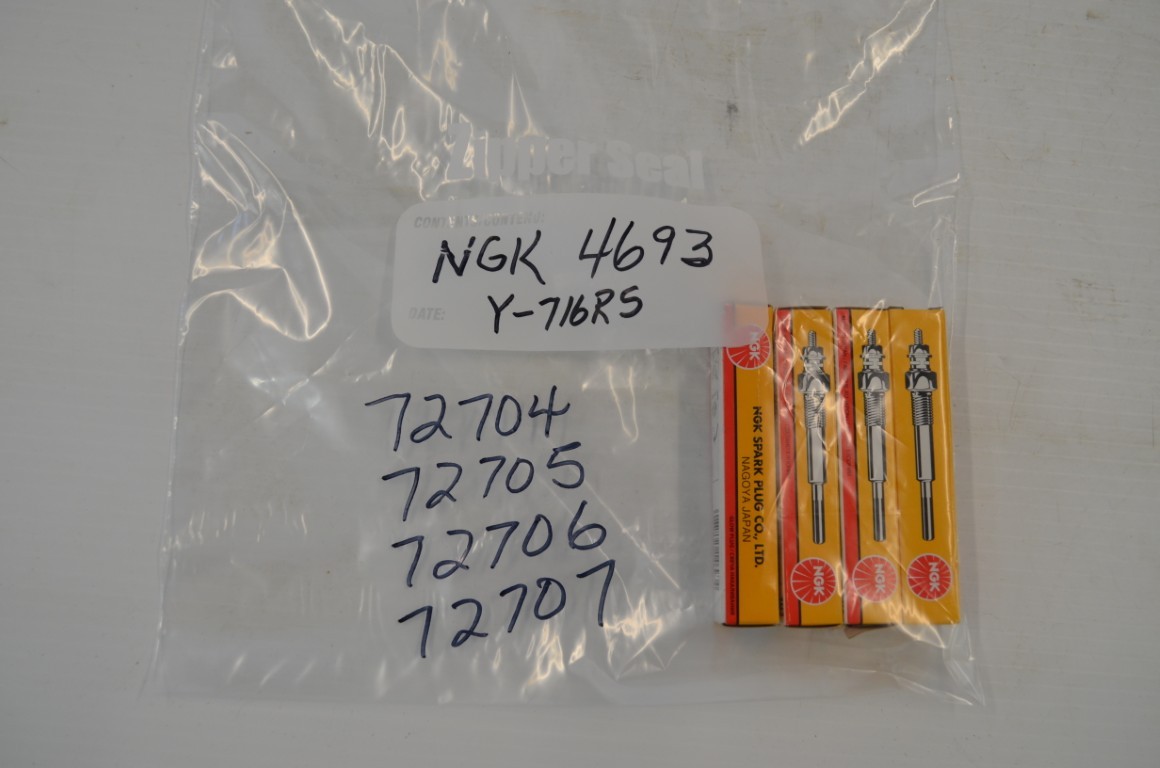 Zipper Seal
CONTENTS/CONTENU:
NGK 4693
DATE:
Y-716RS
72704
72705
72706
72707
NGK
NGK SPARK PLUG CO., LTD.
NAGOYA JAPAN
NGK
NGK
NGK